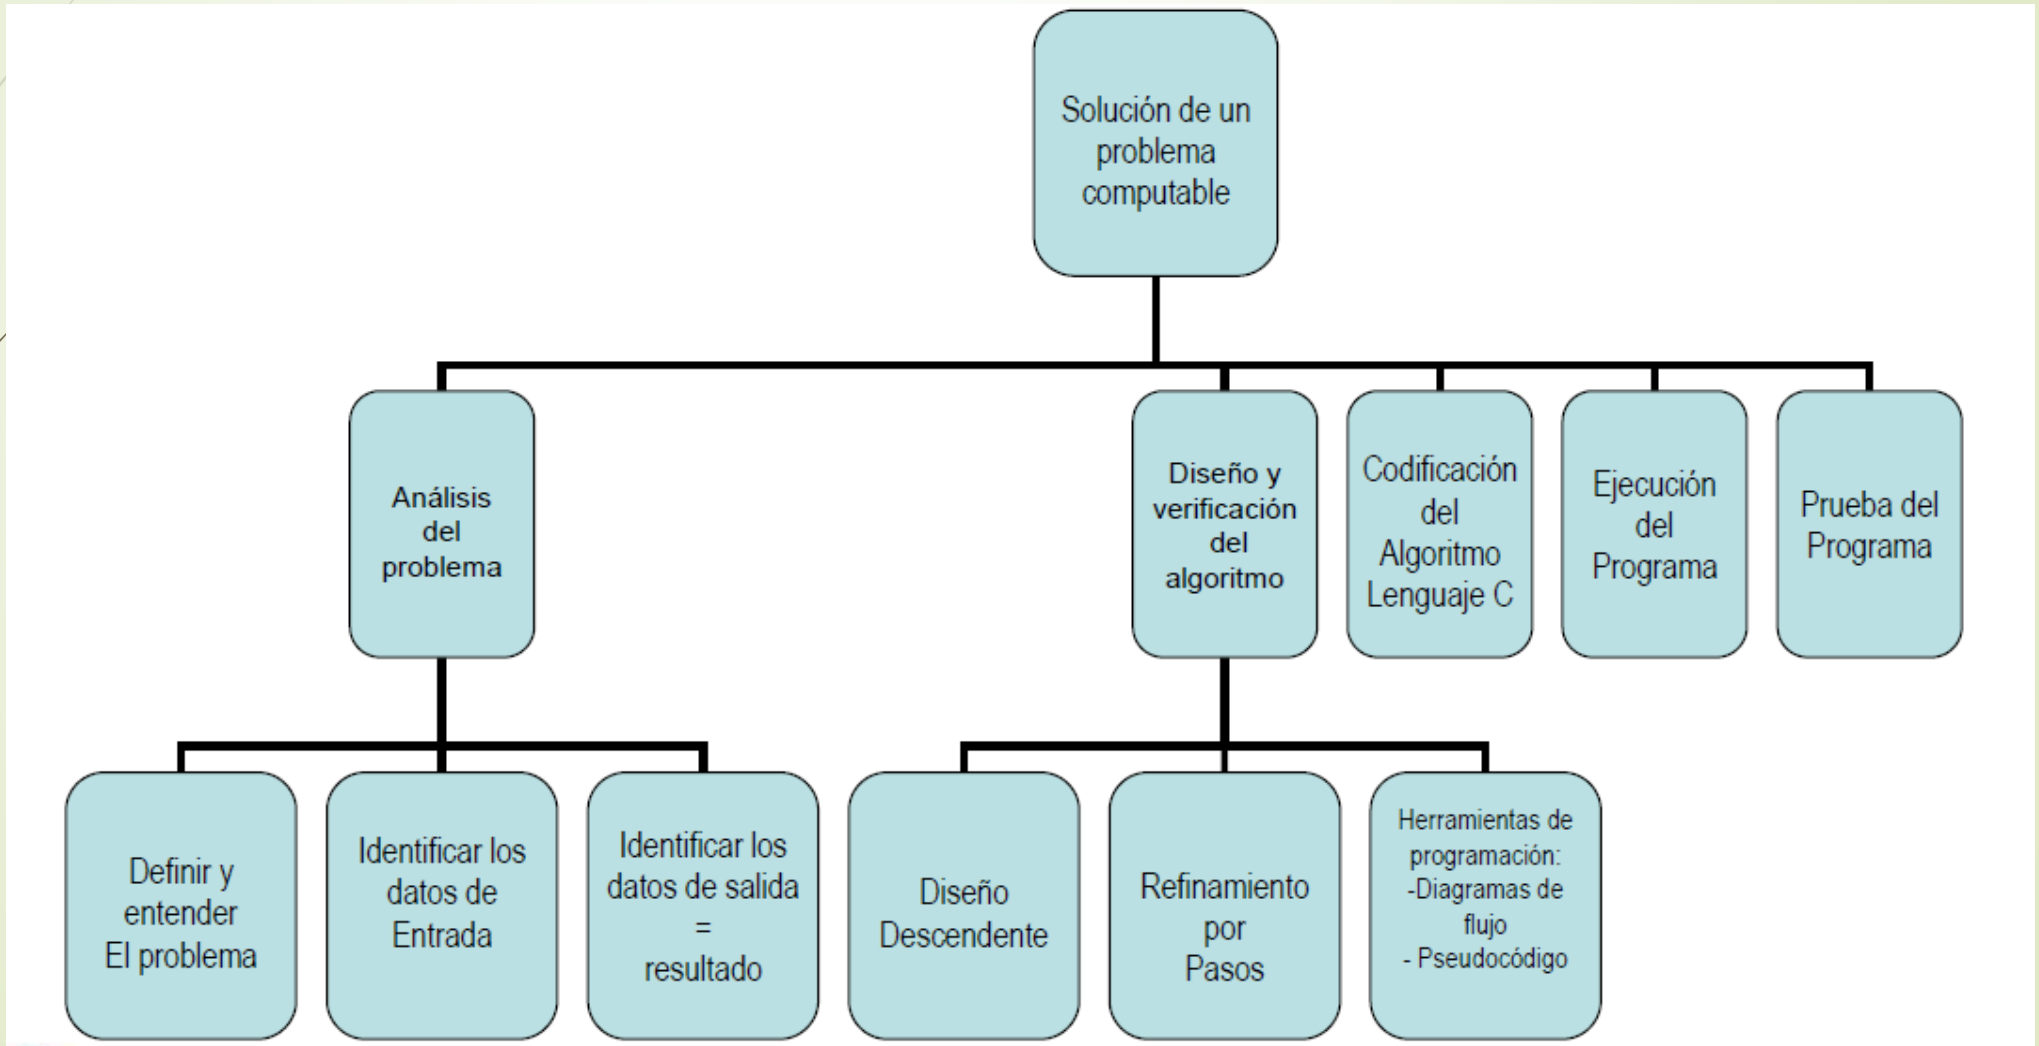 Solución de un
problema
computable
Análisis
del
problema
Diseño y
verificación
del
algoritmo
Codificación
del
Algoritmo
Lenguaje C
Ejecución
del
Programa
Prueba del
Programa
Definir y
entender
El problema
Identificar los
datos de
Entrada
Identificar los
datos de salida
=
resultado
Diseño
Descendente
Refinamiento
por
Pasos
Herramientas de
programación:
-Diagramas de
flujo
- Pseudocódigo